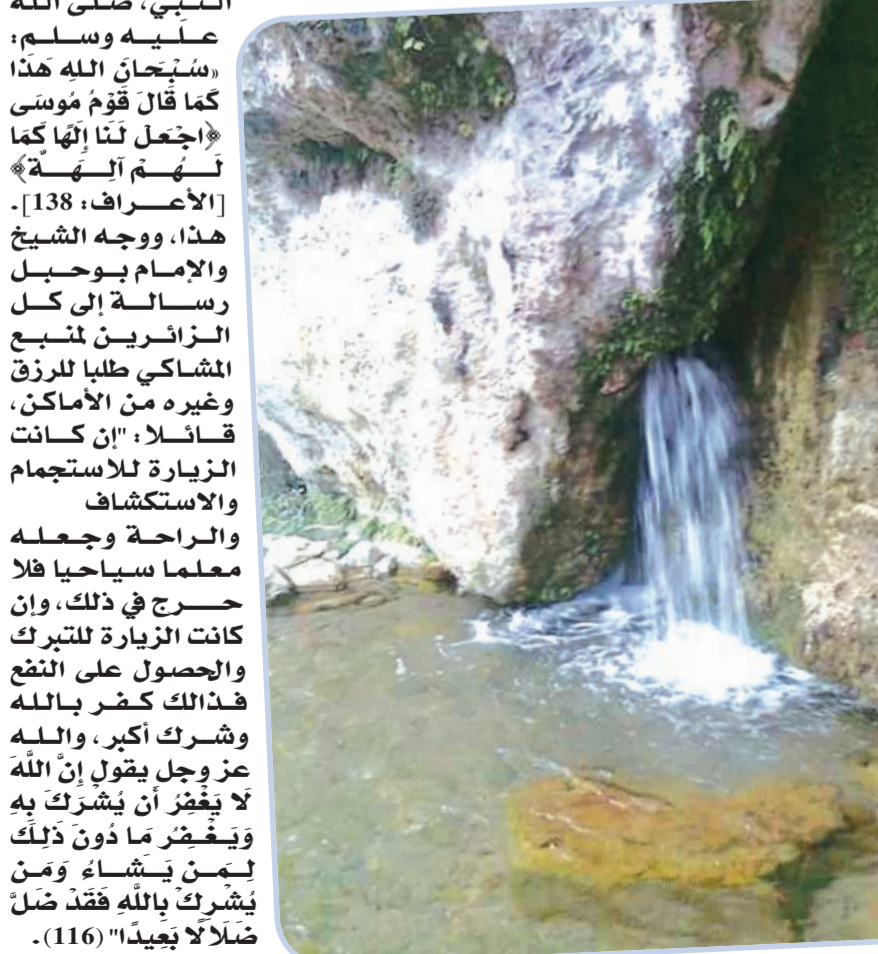 النبي، صلى الله
علَيه وسلم:
«سُبْحانَ اللهِ هَذَا
كَمَا قَالَ قَوْمُ مُوسَى
﴿اجْعَلْ لَنَا إِلَهًا كَمَا
لَهُمْ آلِهَةٌ﴾
[الأعراف: 138].
هذا، ووجه الشيخ
والإمام بوحبل
رسالة إلى كل
الزائرين لمنبع
المشاكي طلبا للرزق
وغيره من الأماكن،
قائلا: "إن كانت
الزيارة للاستجمام
والاستكشاف
والراحة وجعله
معلما سياحيا فلا
حرج في ذلك، وإن
كانت الزيارة للتبرك
والحصول على النفع
فذالك كفر بالله
وشرك أكبر، والله
عز وجل يقول إِنَّ اللَّهَ
لَا يَغْفِرُ أَن يُشْرَكَ بِهِ
وَيَغْفِرُ مَا دُونَ ذَلِكَ
لِمَن يَشَاءُ وَمَن
يُشْرِكْ بِاللَّهِ فَقَدْ ضَلَّ
ضَلَالًا بَعِيدًا" (116).